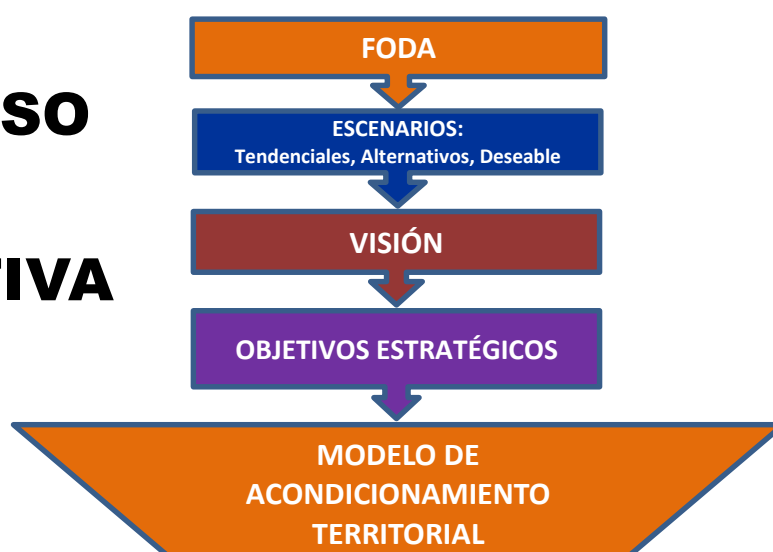 SO
TIVA
FODA
ESCENARIOS:
Tendenciales, Alternativos, Deseable
VISIÓN
OBJETIVOS ESTRATÉGICOS
MODELO DE
ACONDICIONAMIENTO
TERRITORIAL